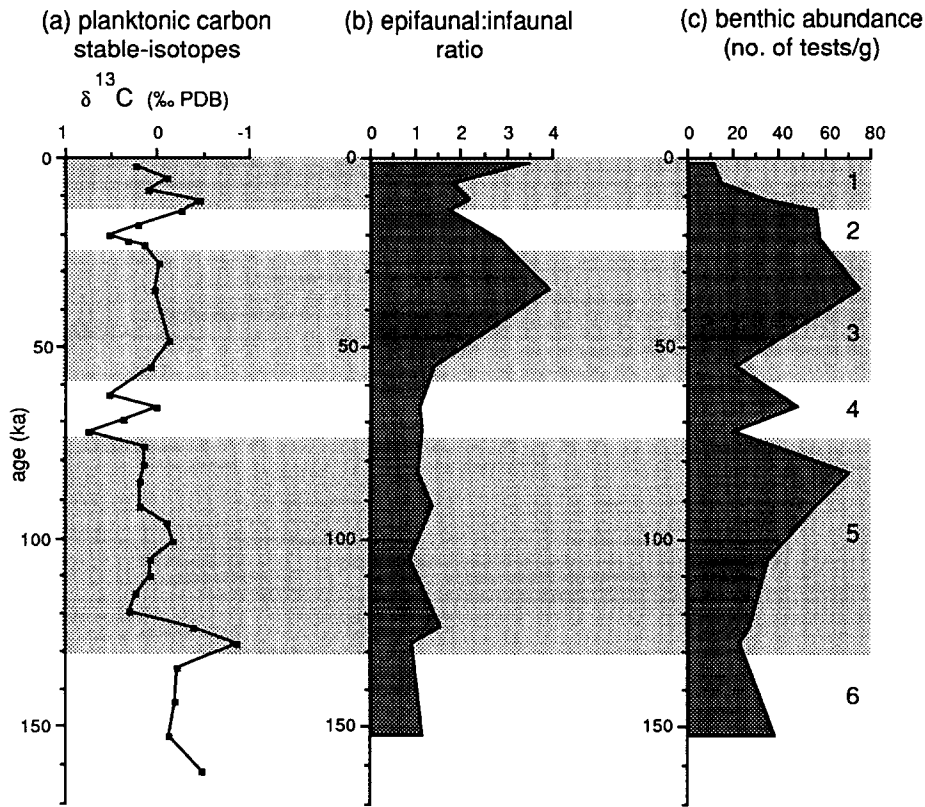 (a) planktonic carbon
stable-isotopes
δ 13 C (‰ PDB)
1 0 -1
(b) epifaunal:infaunal
ratio
0 1 2 3 4
(c) benthic abundance
(no. of tests/g)
0 20 40 60 80
age (ka)
0
50
100
150
0
50
100
150
0
50
100
150
1
2
3
4
5
6